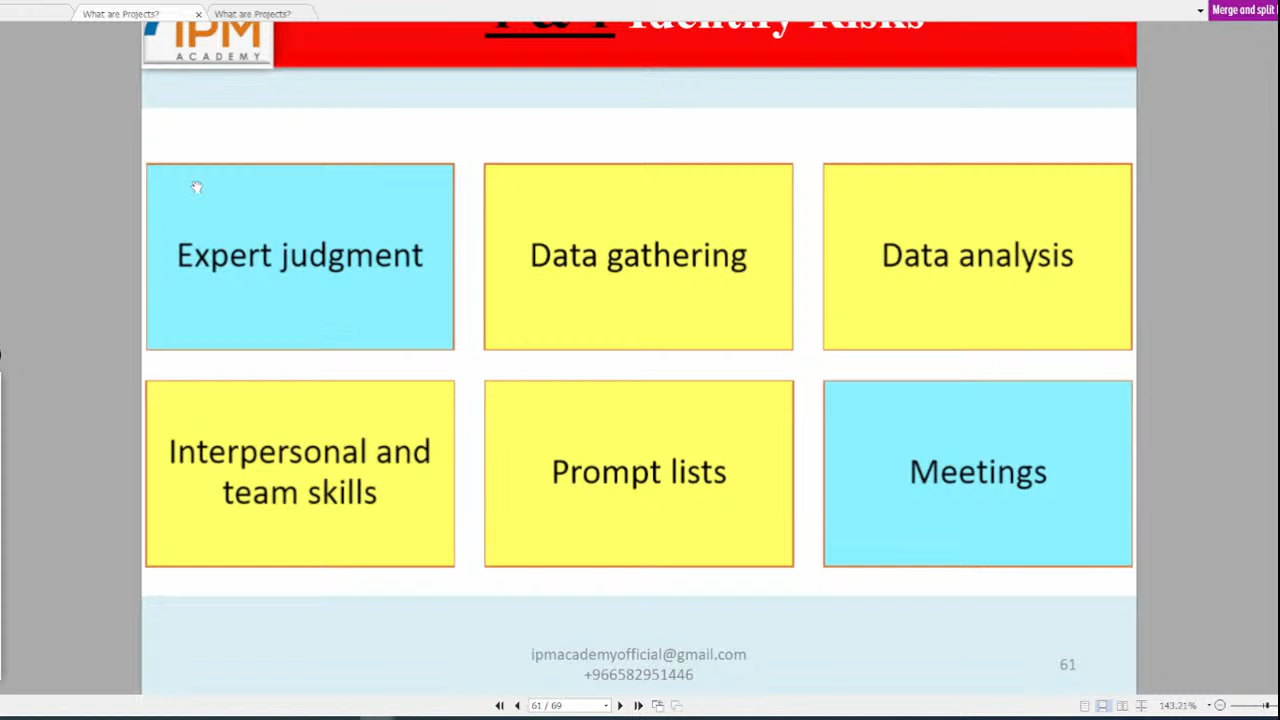 What are Projects?
What are Projects?
Merge and split
IPM
ACADEMY
T & T Identify Risks
Expert judgment
Data gathering
Data analysis
Interpersonal and
team skills
Prompt lists
Meetings
ipmacademyofficial@gmail.com
+966582951446
61
61 / 69
143.21%